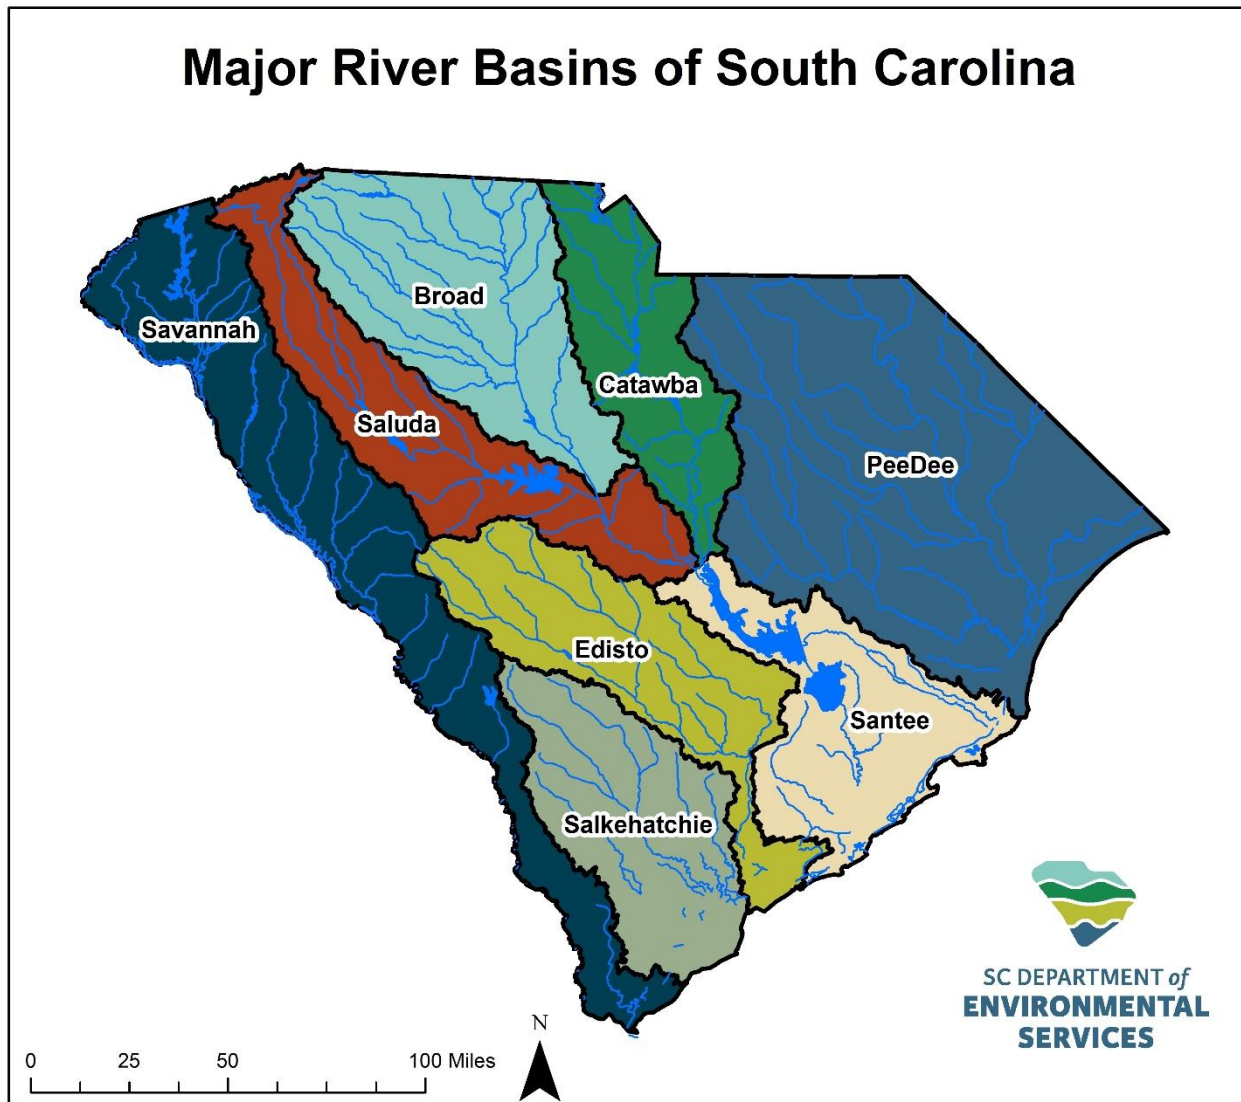 Major River Basins of South Carolina
Broad
Savannah
Catawba
Saluda
PeeDee
Edisto
Santee
Salkehatchie
SC DEPARTMENT of
ENVIRONMENTAL
SERVICES
N
0 25 50 100 Miles